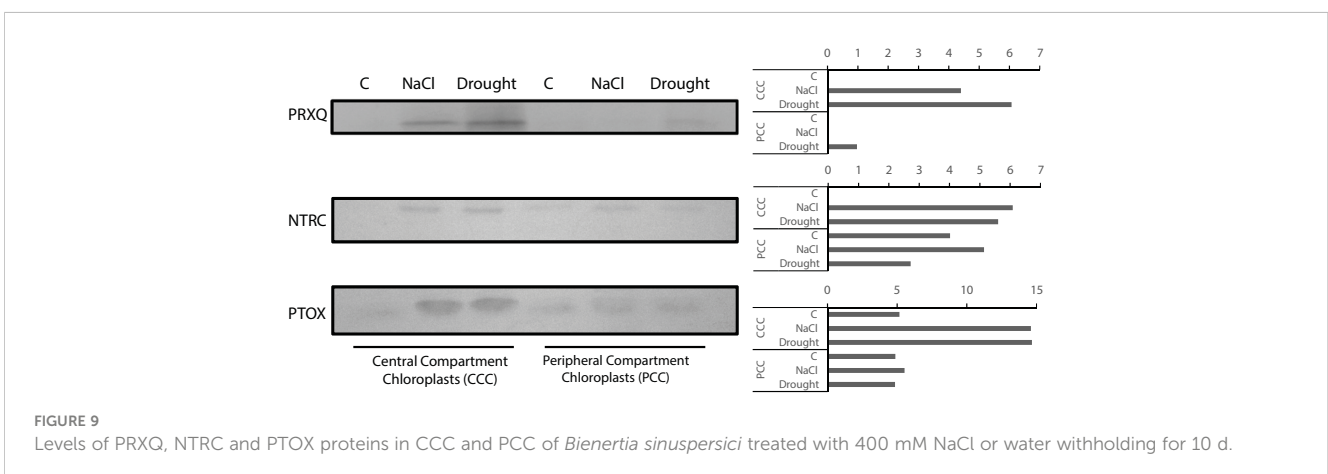 C NaCl Drought C NaCl Drought
PRXQ
NTRC
PTOX
Central Compartment
Chloroplasts (CCC)
Peripheral Compartment
Chloroplasts (PCC)
0 1 2 3 4 5 6 7
CCC
C
NaCl
Drought
PCC
C
NaCl
Drought
0 1 2 3 4 5 6 7
CCC
C
NaCl
Drought
PCC
C
NaCl
Drought
0 5 10 15
CCC
C
NaCl
Drought
PCC
C
NaCl
Drought
FIGURE 9
Levels of PRXQ, NTRC and PTOX proteins in CCC and PCC of Bienertia sinuspersici treated with 400 mM NaCl or water withholding for 10 d.